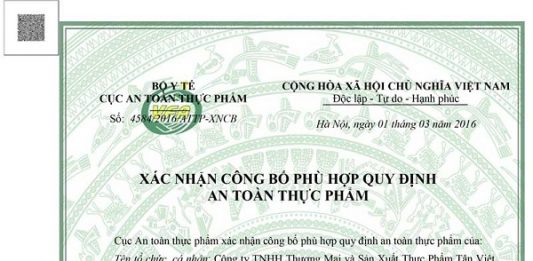 BỘ Y TẾ
CỤC AN TOÀN THỰC PHẨM
Số: 4584/2016/ATTP-XNCB
CỘNG HÒA XÃ HỘI CHỦ NGHĨA VIỆT NAM
Độc lập - Tự do - Hạnh phúc
Hà Nội, ngày 01 tháng 03 năm 2016
VFA
XÁC NHẬN CÔNG BỐ PHÙ HỢP QUY ĐỊNH
AN TOÀN THỰC PHẨM
Cục An toàn thực phẩm xác nhận công bố phù hợp quy định an toàn thực phẩm của:
Tên tổ chức, cá nhân: Công ty TNHH Thương Mại và Sản Xuất Thực Phẩm Tân Việt